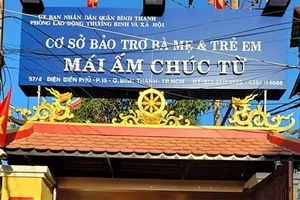 ỦY BAN NHÂN DÂN QUẬN BÌNH THẠNH
PHÒNG LAO ĐỘNG THƯƠNG BINH VÀ XÃ HỘI
CƠ SỞ BẢO TRỢ BÀ MẸ & TRẺ EM
MÁI ẤM CHÚC TỪ
57/4 ĐIỆN BIÊN PHỦ - P.15 - Q.BÌNH THẠNH - TP.HCM